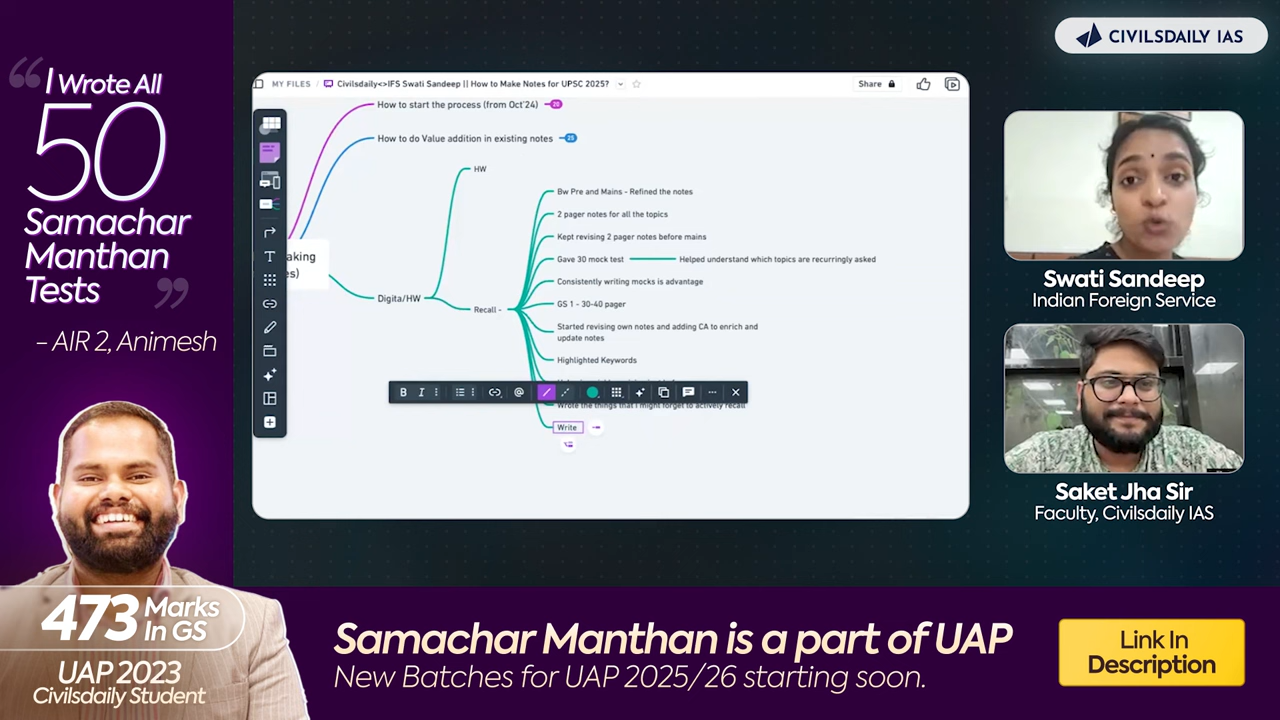 “I Wrote All
50
Samachar
Manthan
Tests”
– AIR 2, Animesh
473 Marks
In GS
UAP 2023
Civilsdaily Student
MY FILES / Civilsdaily<>IFS Swati Sandeep || How to Make Notes for UPSC 2025?
Share
How to start the process (from Oct'24)
20
How to do Value addition in existing notes
25
aking
es)
Digita/HW
HW
Recall -
Bw Pre and Mains - Refined the notes
2 pager notes for all the topics
Kept revising 2 pager notes before mains
Gave 30 mock test
Helped understand which topics are recurringly asked
Consistently writing mocks is advantage
GS 1 - 30-40 pager
Started revising own notes and adding CA to enrich and
update notes
Highlighted Keywords
B I
Wrote the things that I might forget to actively recall
Write
CIVILSDAILY IAS
Swati Sandeep
Indian Foreign Service
Saket Jha Sir
Faculty, Civilsdaily IAS
Samachar Manthan is a part of UAP
New Batches for UAP 2025/26 starting soon.
Link In
Description